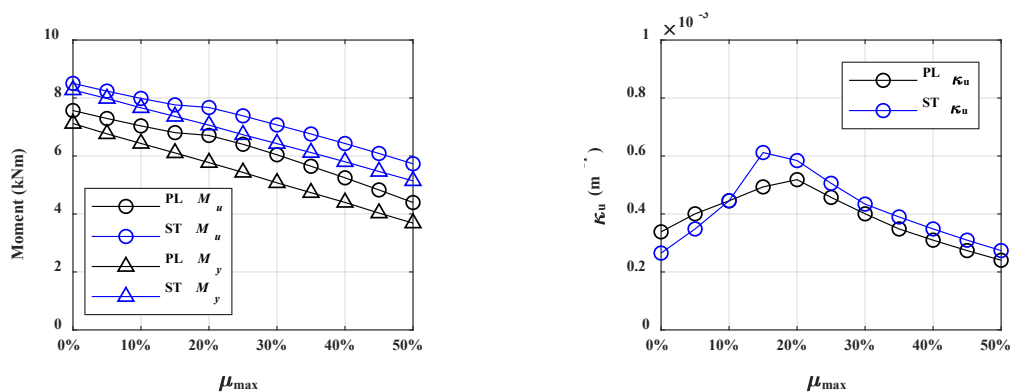 10
8
6
4
2
0
Moment (kNm)
PL M u
ST M u
PL M y
ST M y
0% 10% 20% 30% 40% 50%
μmax
×10 -3
1
0.8
0.6
0.4
0.2
0
κu (m
PL κu
ST κu
0% 10% 20% 30% 40% 50%
μmax